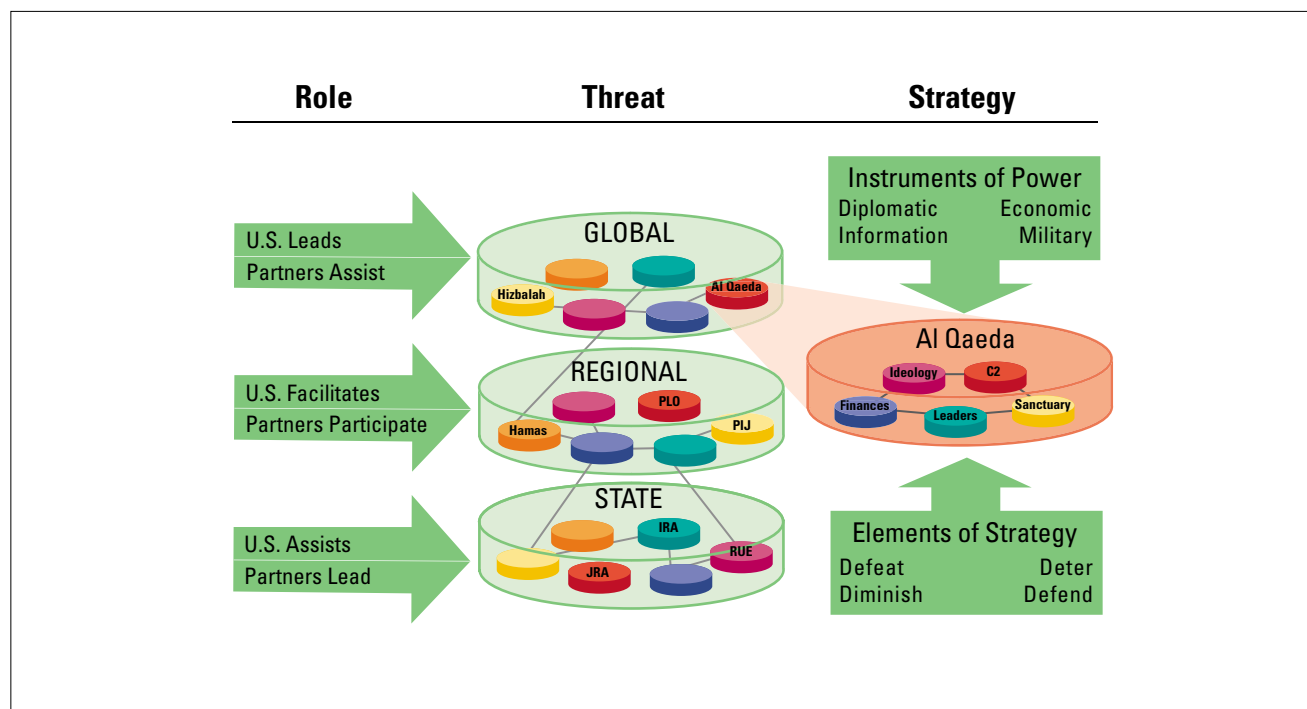 Role
Threat
Strategy
U.S. Leads
Partners Assist
GLOBAL
Hizbalah
Al Qaeda
Instruments of Power
Diplomatic Economic
Information Military
U.S. Facilitates
Partners Participate
REGIONAL
PLO
Hamas
PIJ
Al Qaeda
Ideology
C2
Finances
Leaders
Sanctuary
U.S. Assists
Partners Lead
STATE
IRA
RUE
JRA
Elements of Strategy
Defeat Deter
Diminish Defend